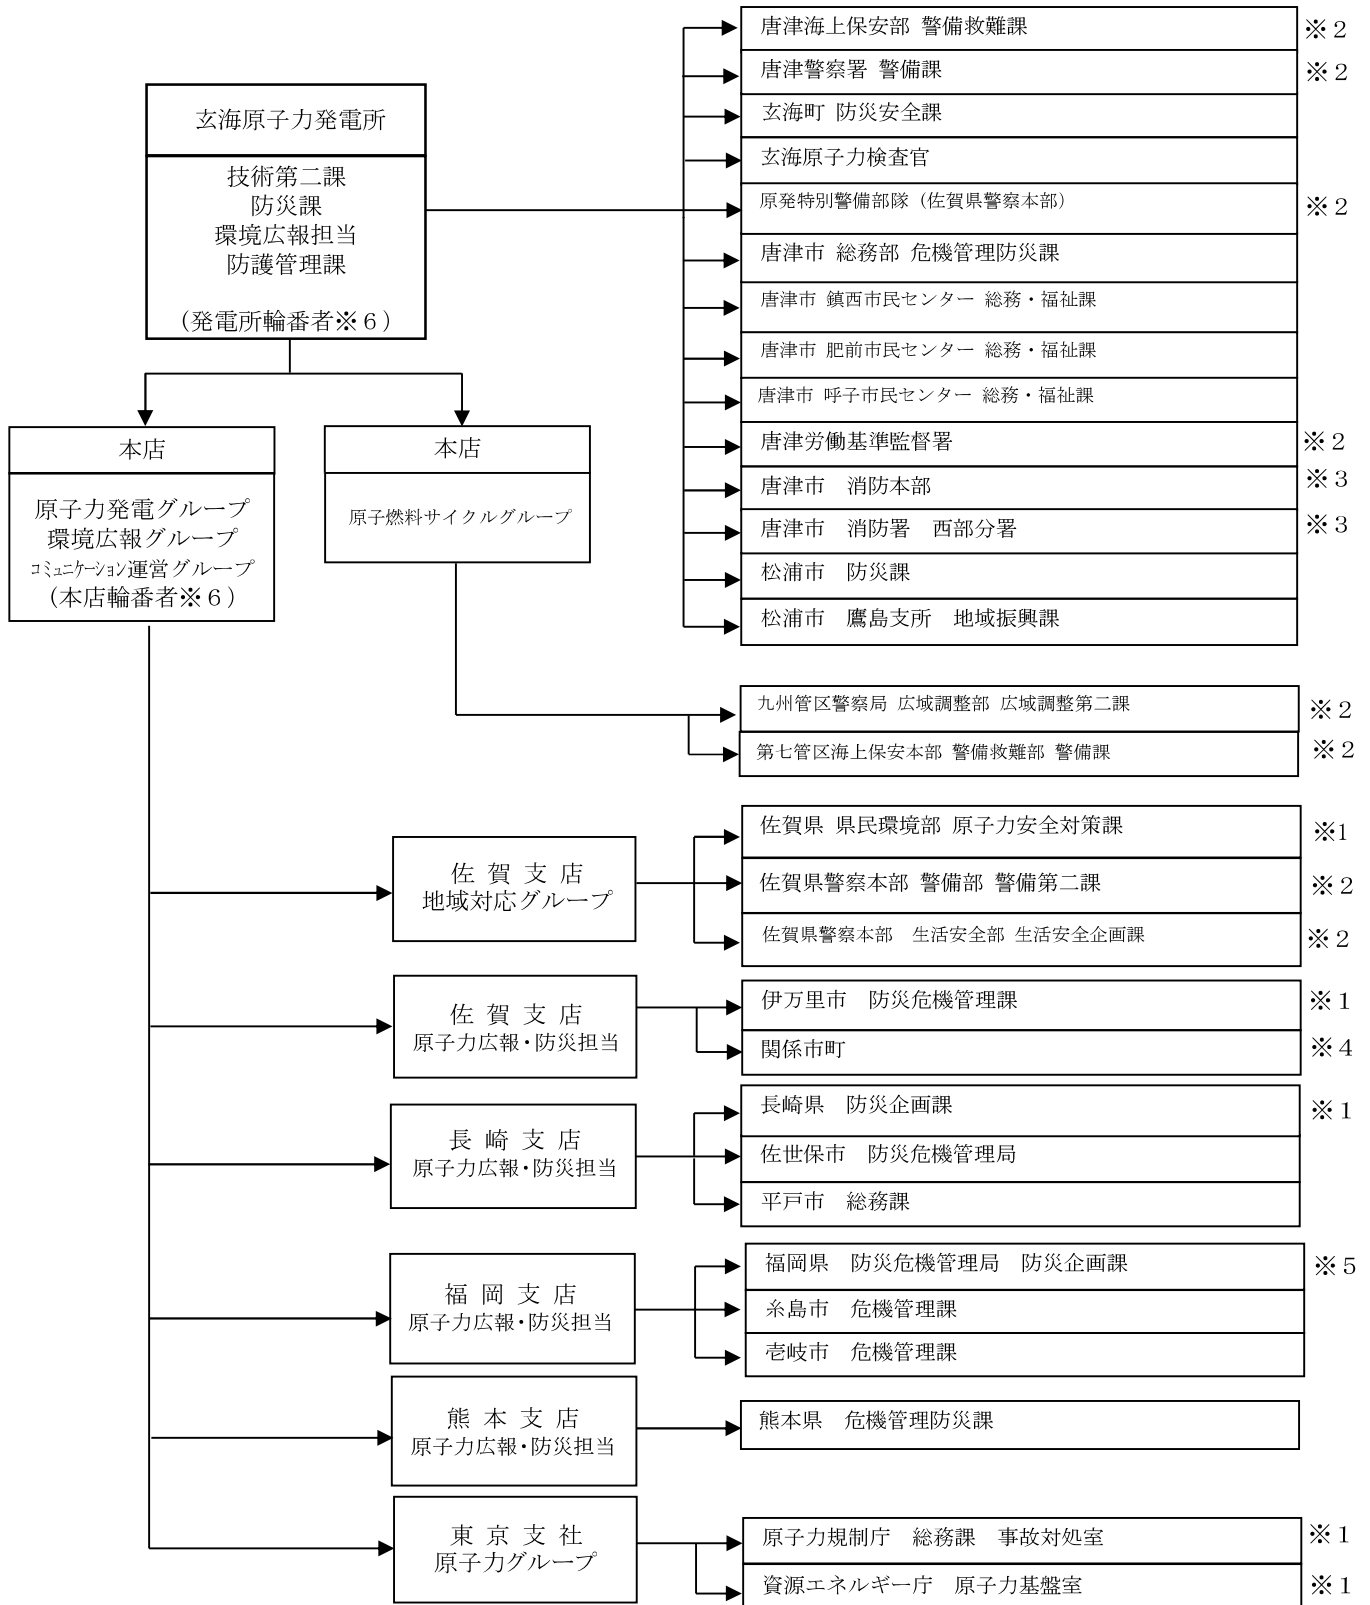 玄海原子力発電所
技術第二課
防災課
環境広報担当
防護管理課
（発電所輪番者※６）
唐津海上保安部 警備救難課 ※２
唐津警察署 警備課 ※２
玄海町 防災安全課
玄海原子力検査官
原発特別警備部隊（佐賀県警察本部） ※２
唐津市 総務部 危機管理防災課
唐津市 鎮西市民センター 総務・福祉課
唐津市 肥前市民センター 総務・福祉課
唐津市 呼子市民センター 総務・福祉課
唐津労働基準監督署 ※２
唐津市　消防本部 ※３
唐津市　消防署　西部分署 ※３
松浦市　防災課
松浦市　鷹島支所　地域振興課
本店
原子力発電グループ
環境広報グループ
コミュニケーション運営グループ
（本店輪番者※６）
本店
原子燃料サイクルグループ
九州管区警察局 広域調整部 広域調整第二課 ※２
第七管区海上保安本部 警備救難部 警備課 ※２
佐 賀 支 店
地域対応グループ
佐賀県 県民環境部 原子力安全対策課 ※1
佐賀県警察本部 警備部 警備第二課 ※２
佐賀県警察本部　生活安全部 生活安全企画課 ※２
佐 賀 支 店
原子力広報・防災担当
伊万里市　防災危機管理課 ※１
関係市町 ※４
長 崎 支 店
原子力広報・防災担当
長崎県　防災企画課 ※１
佐世保市　防災危機管理局
平戸市　総務課
福 岡 支 店
原子力広報・防災担当
福岡県　防災危機管理局　防災企画課 ※５
糸島市　危機管理課
壱岐市　危機管理課
熊 本 支 店
原子力広報・防災担当
熊本県　危機管理防災課
東 京 支 社
原子力グループ
原子力規制庁　総務課　事故対処室 ※１
資源エネルギー庁　原子力基盤室 ※１